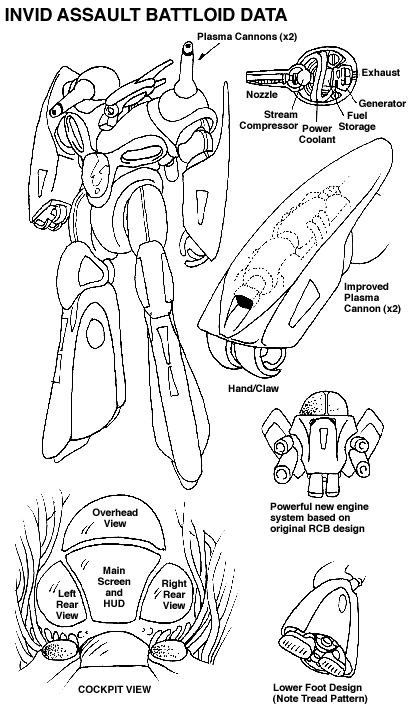 INVID ASSAULT BATTLOID DATA
Plasma Cannons (x2)
Exhaust
Nozzle
Generator
Stream
Compressor
Power
Coolant
Fuel
Storage
Improved
Plasma
Cannon (x2)
Hand/Claw
Powerful new engine
system based on
original RCB design
Overhead
View
Main
Screen
and
HUD
Left
Rear
View
Right
Rear
View
COCKPIT VIEW
Lower Foot Design
(Note Tread Pattern)